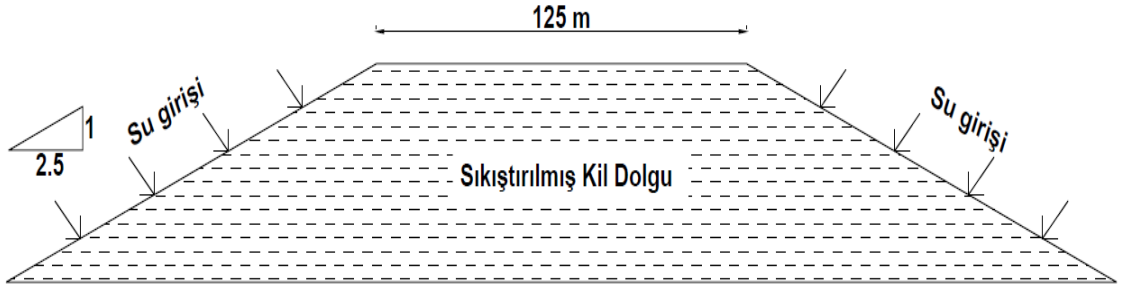 125 m
Su girişi
Su girişi
1
2.5
Sıkıştırılmış Kil Dolgu